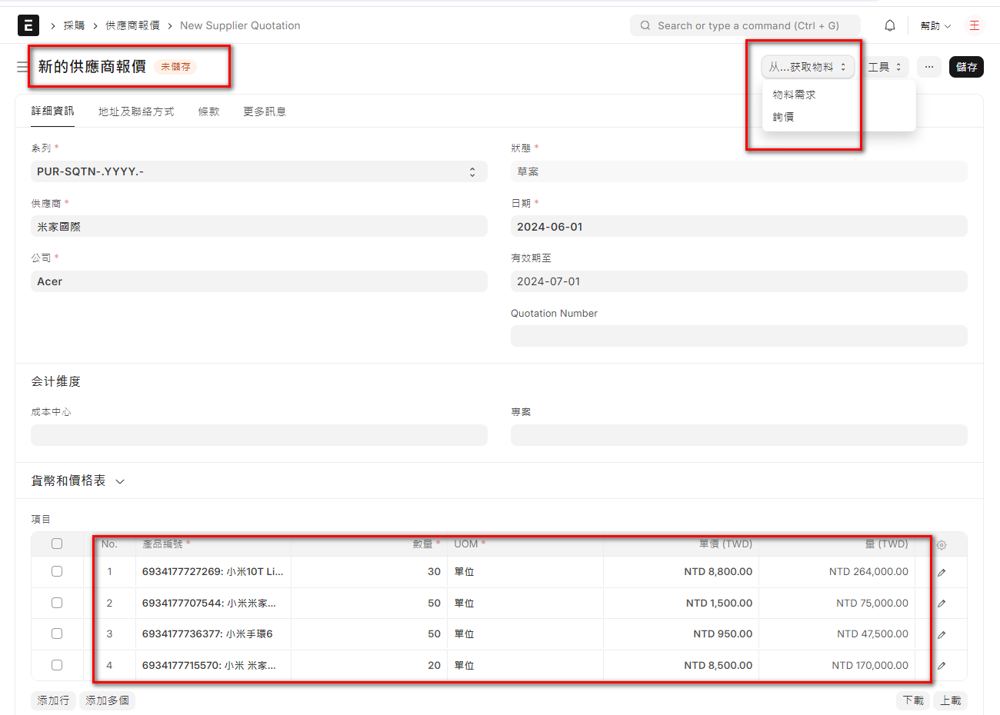 E > 採購 > 供應商報價 > New Supplier Quotation Search or type a command (Ctrl + G) 幫助 王
新的供應商報價 未儲存 从...获取物料 工具 ... 儲存
物料需求
詢價
詳細資訊 地址及聯絡方式 條款 更多訊息
系列 * 狀態 *
PUR-SQTN-.YYYY.- 草案
供應商 * 日期 *
米家國際 2024-06-01
公司 * 有效期至
Acer 2024-07-01
Quotation Number
会计维度
成本中心 專案
貨幣和價格表
項目
No. 產品編號 * 數量 * UOM * 單價 (TWD) 量 (TWD)
1 6934177727269: 小米10T Li... 30 單位 NTD 8,800.00 NTD 264,000.00
2 6934177707544: 小米米家... 50 單位 NTD 1,500.00 NTD 75,000.00
3 6934177736377: 小米手環6 50 單位 NTD 950.00 NTD 47,500.00
4 6934177715570: 小米 米家... 20 單位 NTD 8,500.00 NTD 170,000.00
添加行 添加多個 下載 上載